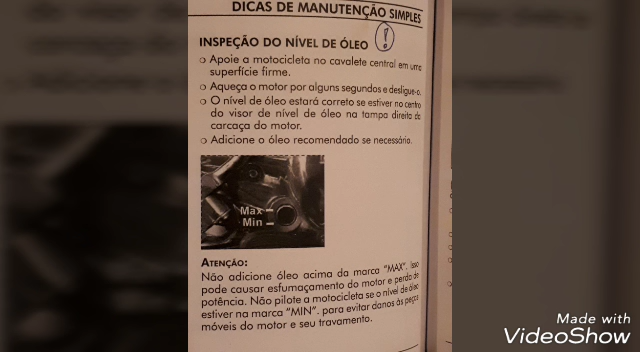 DICAS DE MANUTENÇÃO SIMPLES
INSPEÇÃO DO NÍVEL DE ÓLEO
❍ Apoie a motocicleta no cavalete central em uma
superfície firme.
❍ Aqueça o motor por alguns segundos e desligue-o.
❍ O nível de óleo estará correto se estiver no centro
do visor de nível de óleo na tampa direita da
carcaça do motor.
❍ Adicione o óleo recomendado se necessário.
Max
Min
ATENÇÃO:
Não adicione óleo acima da marca “MAX”. Isso
pode causar esfumaçamento do motor e perda de
potência. Não pilote a motocicleta se o nível de óleo
estiver na marca “MIN”. para evitar danos às peças
móveis do motor e seu travamento.
Made with
VideoShow